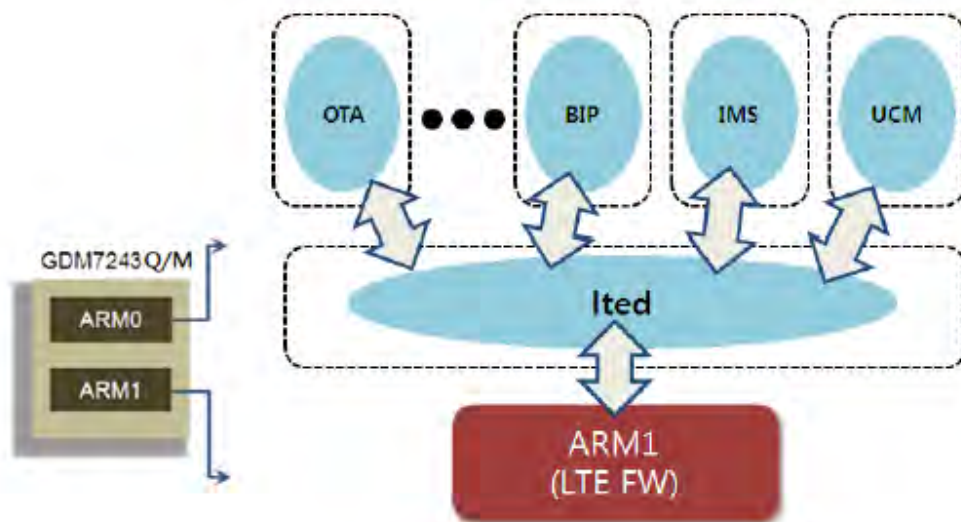 OTA
BIP
IMS
UCM
GDM7243Q/M
ARM0
ARM1
lted
ARM1
(LTE FW)